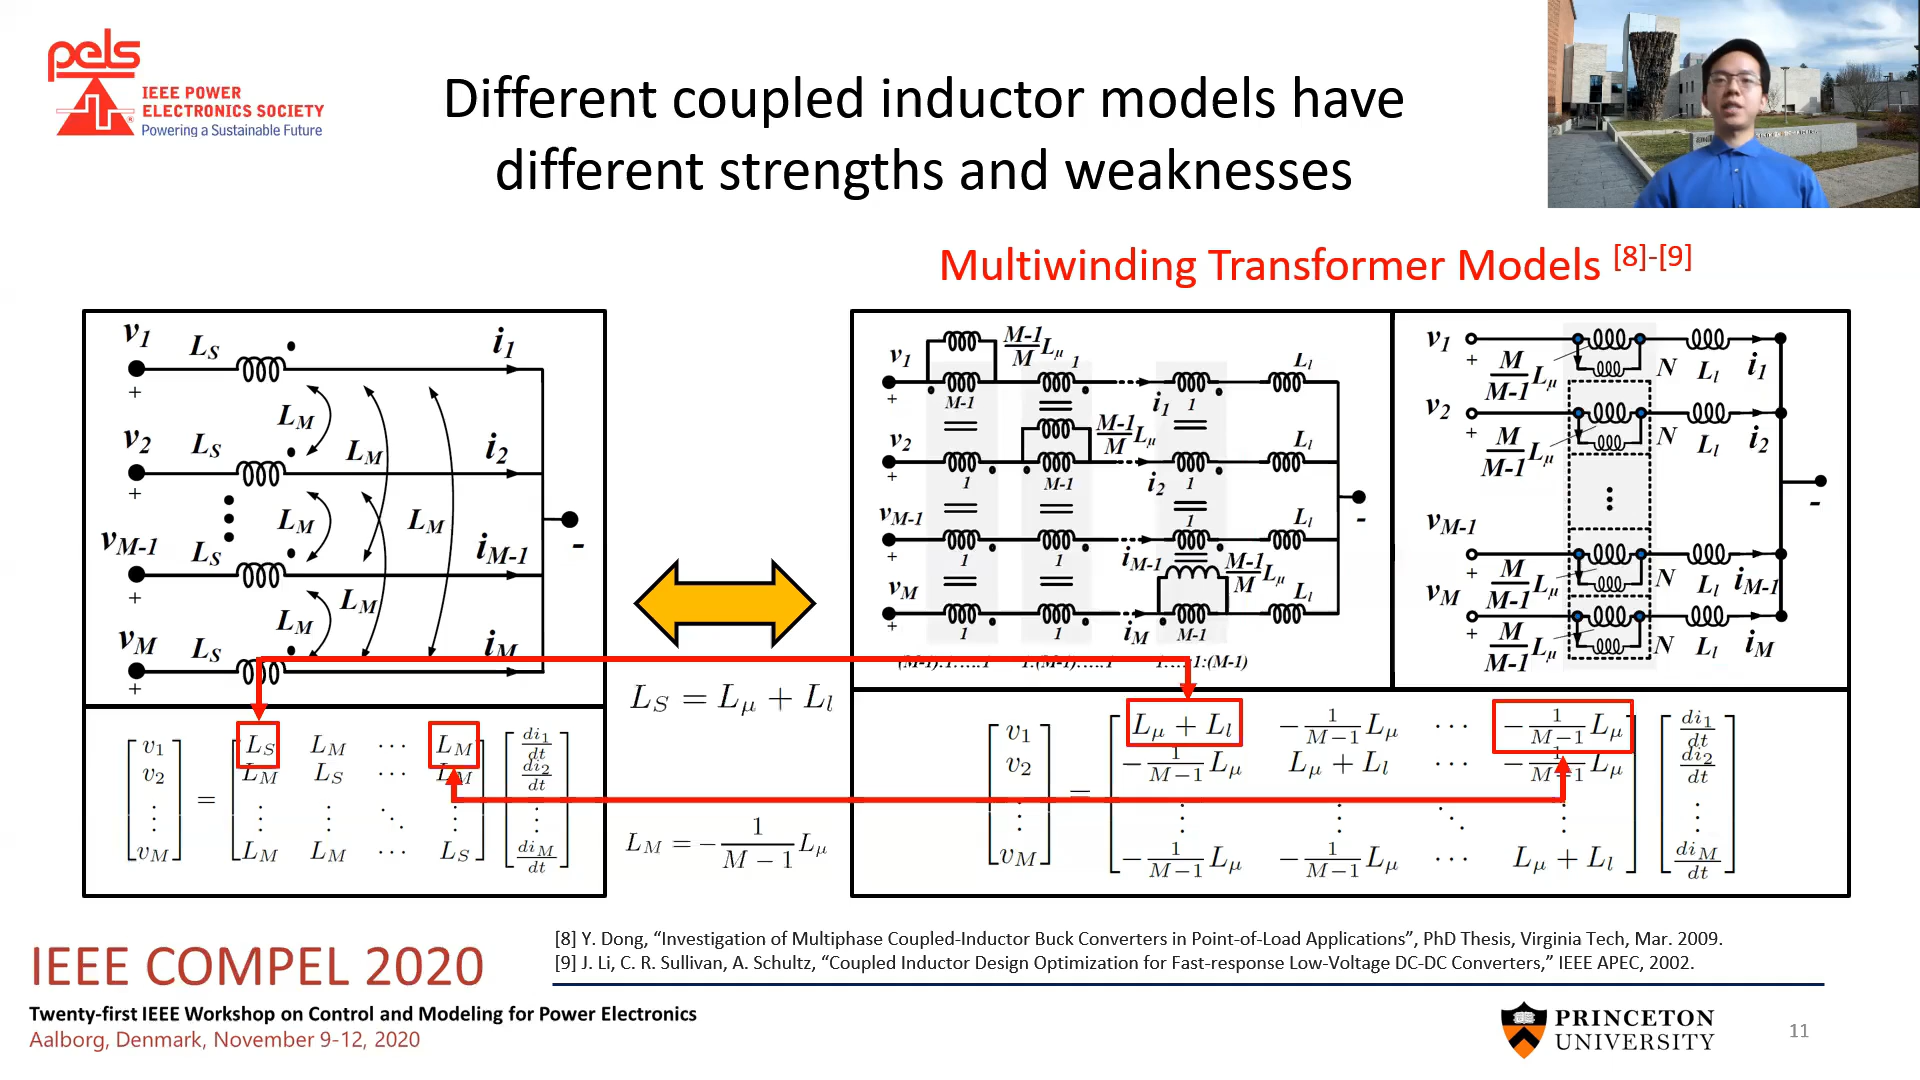 pels
IEEE POWER
ELECTRONICS SOCIETY
Powering a Sustainable Future
Different coupled inductor models have
different strengths and weaknesses
Multiwinding Transformer Models [8]-[9]
v1 LS i1
+
LM
v2 LS LM i2
+
LM LM
vM-1 LS iM-1
+
LM LM
vM LS iM
+
-
[v1 v2 ⋮ vM] = [LS LM ⋯ LM; LM LS ⋯ LM; ⋮ ⋮ ⋱ ⋮; LM LM ⋯ LS] [di1/dt di2/dt ⋮ diM/dt]
LS = Lμ + Ll
LM = - 1/(M-1) Lμ
v1 M-1/M Lμ 1 Ll
+ M-1 i1 1
v2 M-1/M Lμ Ll
+ 1 M-1 i2 1
vM-1 1 Ll -
+ 1 1 iM-1 M-1/M Lμ
vM Ll
+ 1 1 iM M-1
(M-1):1:....:1 1:(M-1):....:1 1:....:1:(M-1)
v1 + M/M-1 Lμ N Ll i1
v2 + M/M-1 Lμ N Ll i2
-
vM-1 + M/M-1 Lμ N Ll iM-1
vM + M/M-1 Lμ N Ll iM
[v1 v2 ⋮ vM] = [Lμ + Ll -1/(M-1) Lμ ⋯ -1/(M-1) Lμ; -1/(M-1) Lμ Lμ + Ll ⋯ -1/(M-1) Lμ; ⋮ ⋮ ⋱ ⋮; -1/(M-1) Lμ -1/(M-1) Lμ ⋯ Lμ + Ll] [di1/dt di2/dt ⋮ diM/dt]
[8] Y. Dong, “Investigation of Multiphase Coupled-Inductor Buck Converters in Point-of-Load Applications”, PhD Thesis, Virginia Tech, Mar. 2009.
[9] J. Li, C. R. Sullivan, A. Schultz, “Coupled Inductor Design Optimization for Fast-response Low-Voltage DC-DC Converters,” IEEE APEC, 2002.
IEEE COMPEL 2020
Twenty-first IEEE Workshop on Control and Modeling for Power Electronics
Aalborg, Denmark, November 9-12, 2020
PRINCETON
UNIVERSITY
11